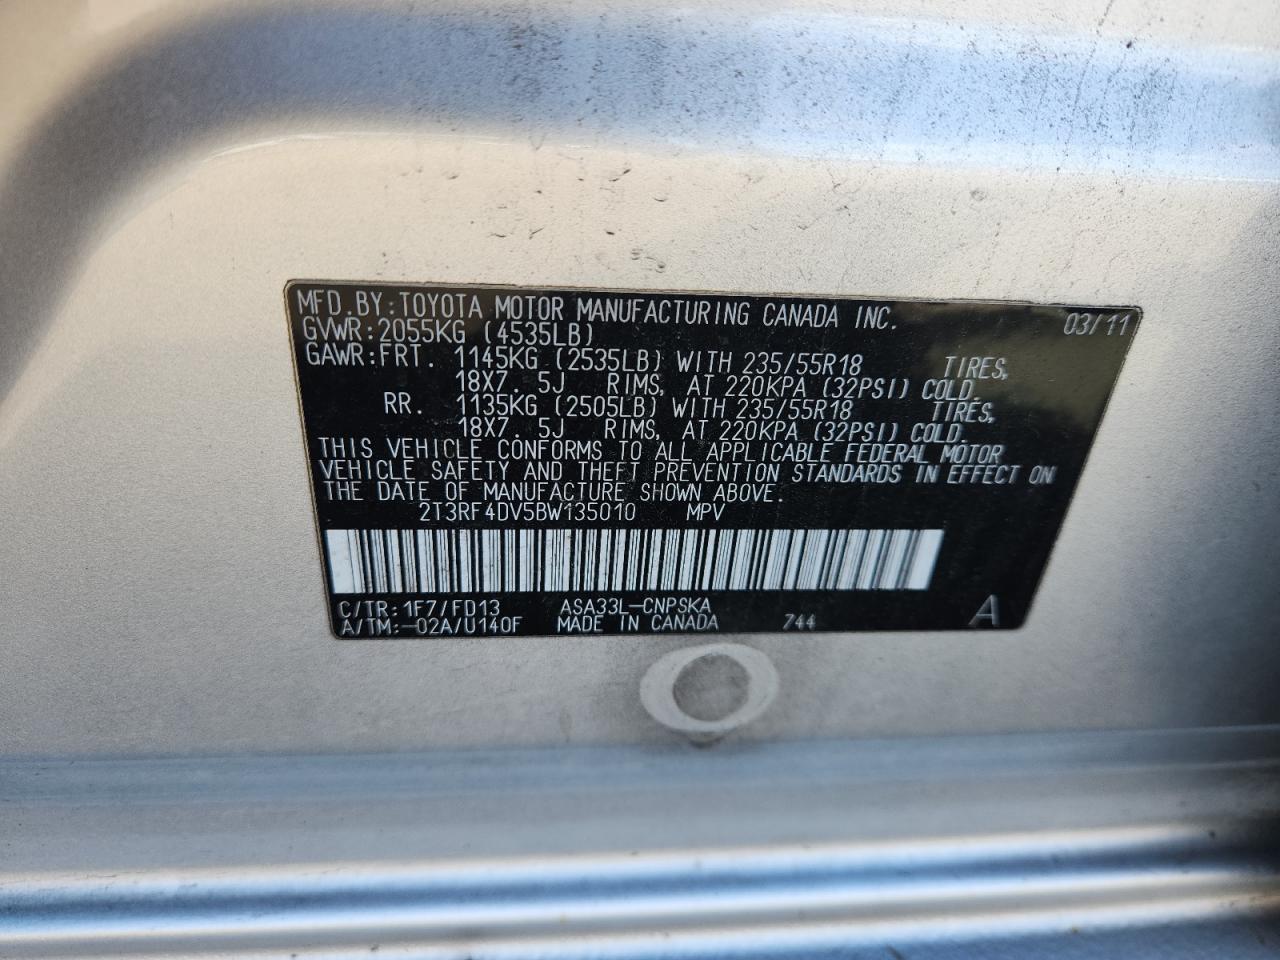 MFD.BY:TOYOTA MOTOR MANUFACTURING CANADA INC. 03/11
GVWR:2055KG (4535LB)
GAWR:FRT. 1145KG (2535LB) WITH 235/55R18 TIRES,
18X7.5J RIMS, AT 220KPA (32PSI) COLD.
RR. 1135KG (2505LB) WITH 235/55R18 TIRES,
18X7.5J RIMS, AT 220KPA (32PSI) COLD.
THIS VEHICLE CONFORMS TO ALL APPLICABLE FEDERAL MOTOR
VEHICLE SAFETY AND THEFT PREVENTION STANDARDS IN EFFECT ON
THE DATE OF MANUFACTURE SHOWN ABOVE.
2T3RF4DV5BW135010 MPV
C/TR:1F7/FD13 ASA33L-CNPSKA
A/TM:-02A/U140F MADE IN CANADA 744 A